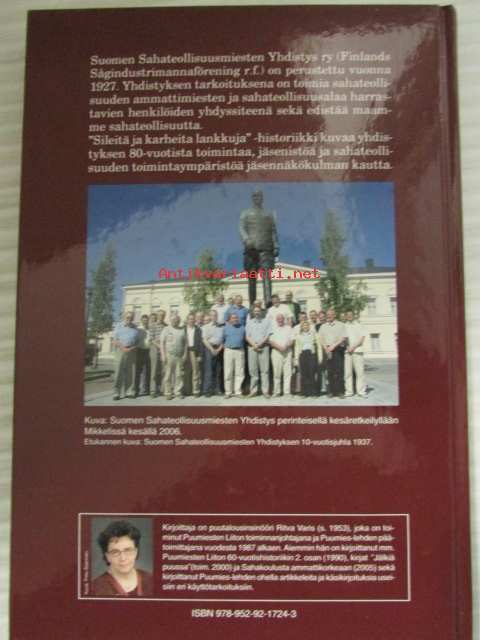 Suomen Sahateollisuusmiesten Yhdistys ry (Finlands
Sågindustrimannaförening r.f.) on perustettu vuonna
1927. Yhdistyksen tarkoituksena on toimia sahateolli-
suuden ammattimiesten ja sahateollisuusalaa harras-
tavien henkilöiden yhdyssiteenä sekä edistää maam-
me sahateollisuutta.
"Sileitä ja karheita lankkuja" -historiikki kuvaa yhdis-
tyksen 80-vuotista toimintaa, jäsenistöä ja sahateolli-
suuden toimintaympäristöä jäsennäkökulman kautta.
Antikvariaatti.net
Kuva: Suomen Sahateollisuusmiesten Yhdistys perinteisellä kesäretkeilyllään
Mikkelissä kesällä 2006.
Etukannen kuva: Suomen Sahateollisuusmiesten Yhdistyksen 10-vuotisjuhla 1937.
Kirjoittaja on puutalousinsinööri Ritva Varis (s. 1953), joka on toi-
minut Puumiesten Liiton toiminnanjohtajana ja Puumies-lehden pää-
toimittajana vuodesta 1987 alkaen. Aiemmin hän on kirjoittanut mm.
Puumiesten Liiton 60-vuotishistoriikin 2. osan (1990), kirjat "Jälkiä
puussa"(toim. 2000) ja Sahakoulusta ammattikorkeaan (2005) sekä
kirjoittanut Puumies-lehden ohella artikkeleita ja käsikirjoituksia usei-
siin eri käyttötarkoituksiin.
ISBN 978-952-92-1724-3